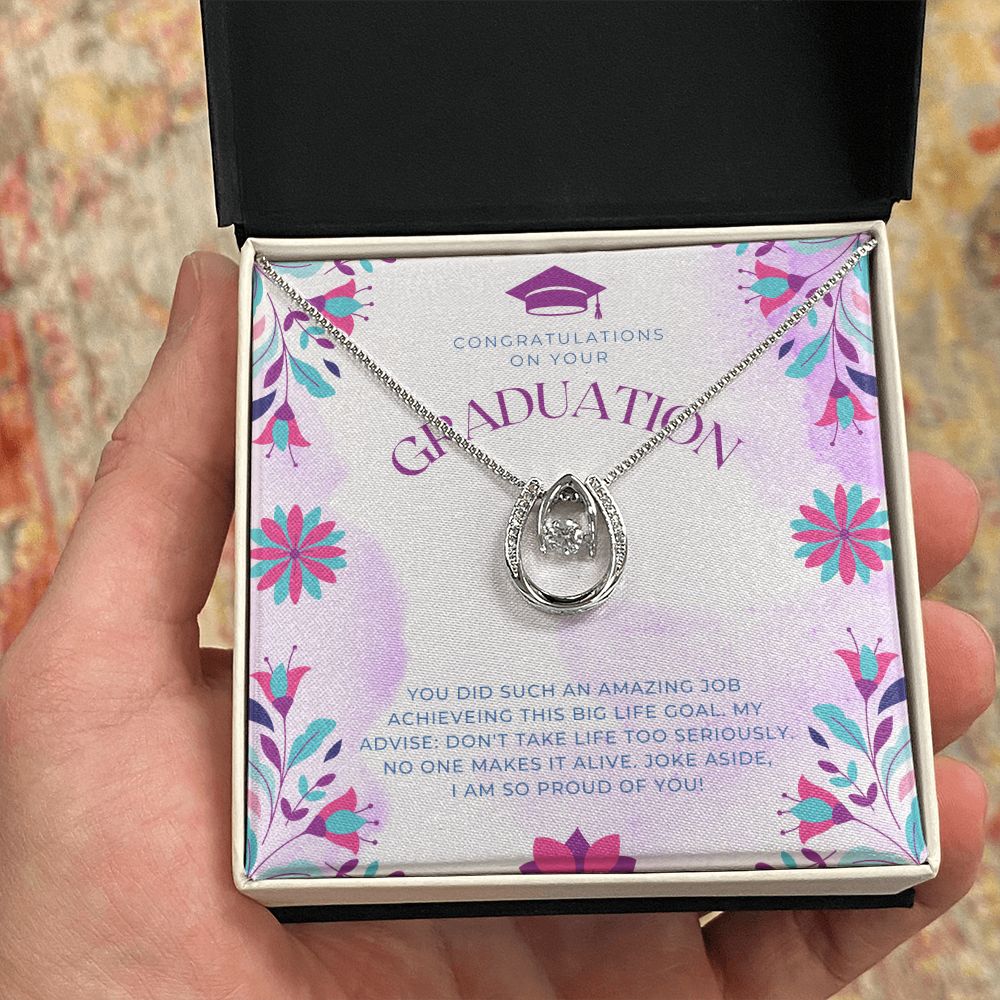 CONGRATULATIONS
ON YOUR
GRADUATION
YOU DID SUCH AN AMAZING JOB
ACHIEVEING THIS BIG LIFE GOAL. MY
ADVISE: DON'T TAKE LIFE TOO SERIOUSLY.
NO ONE MAKES IT ALIVE. JOKE ASIDE,
I AM SO PROUD OF YOU!